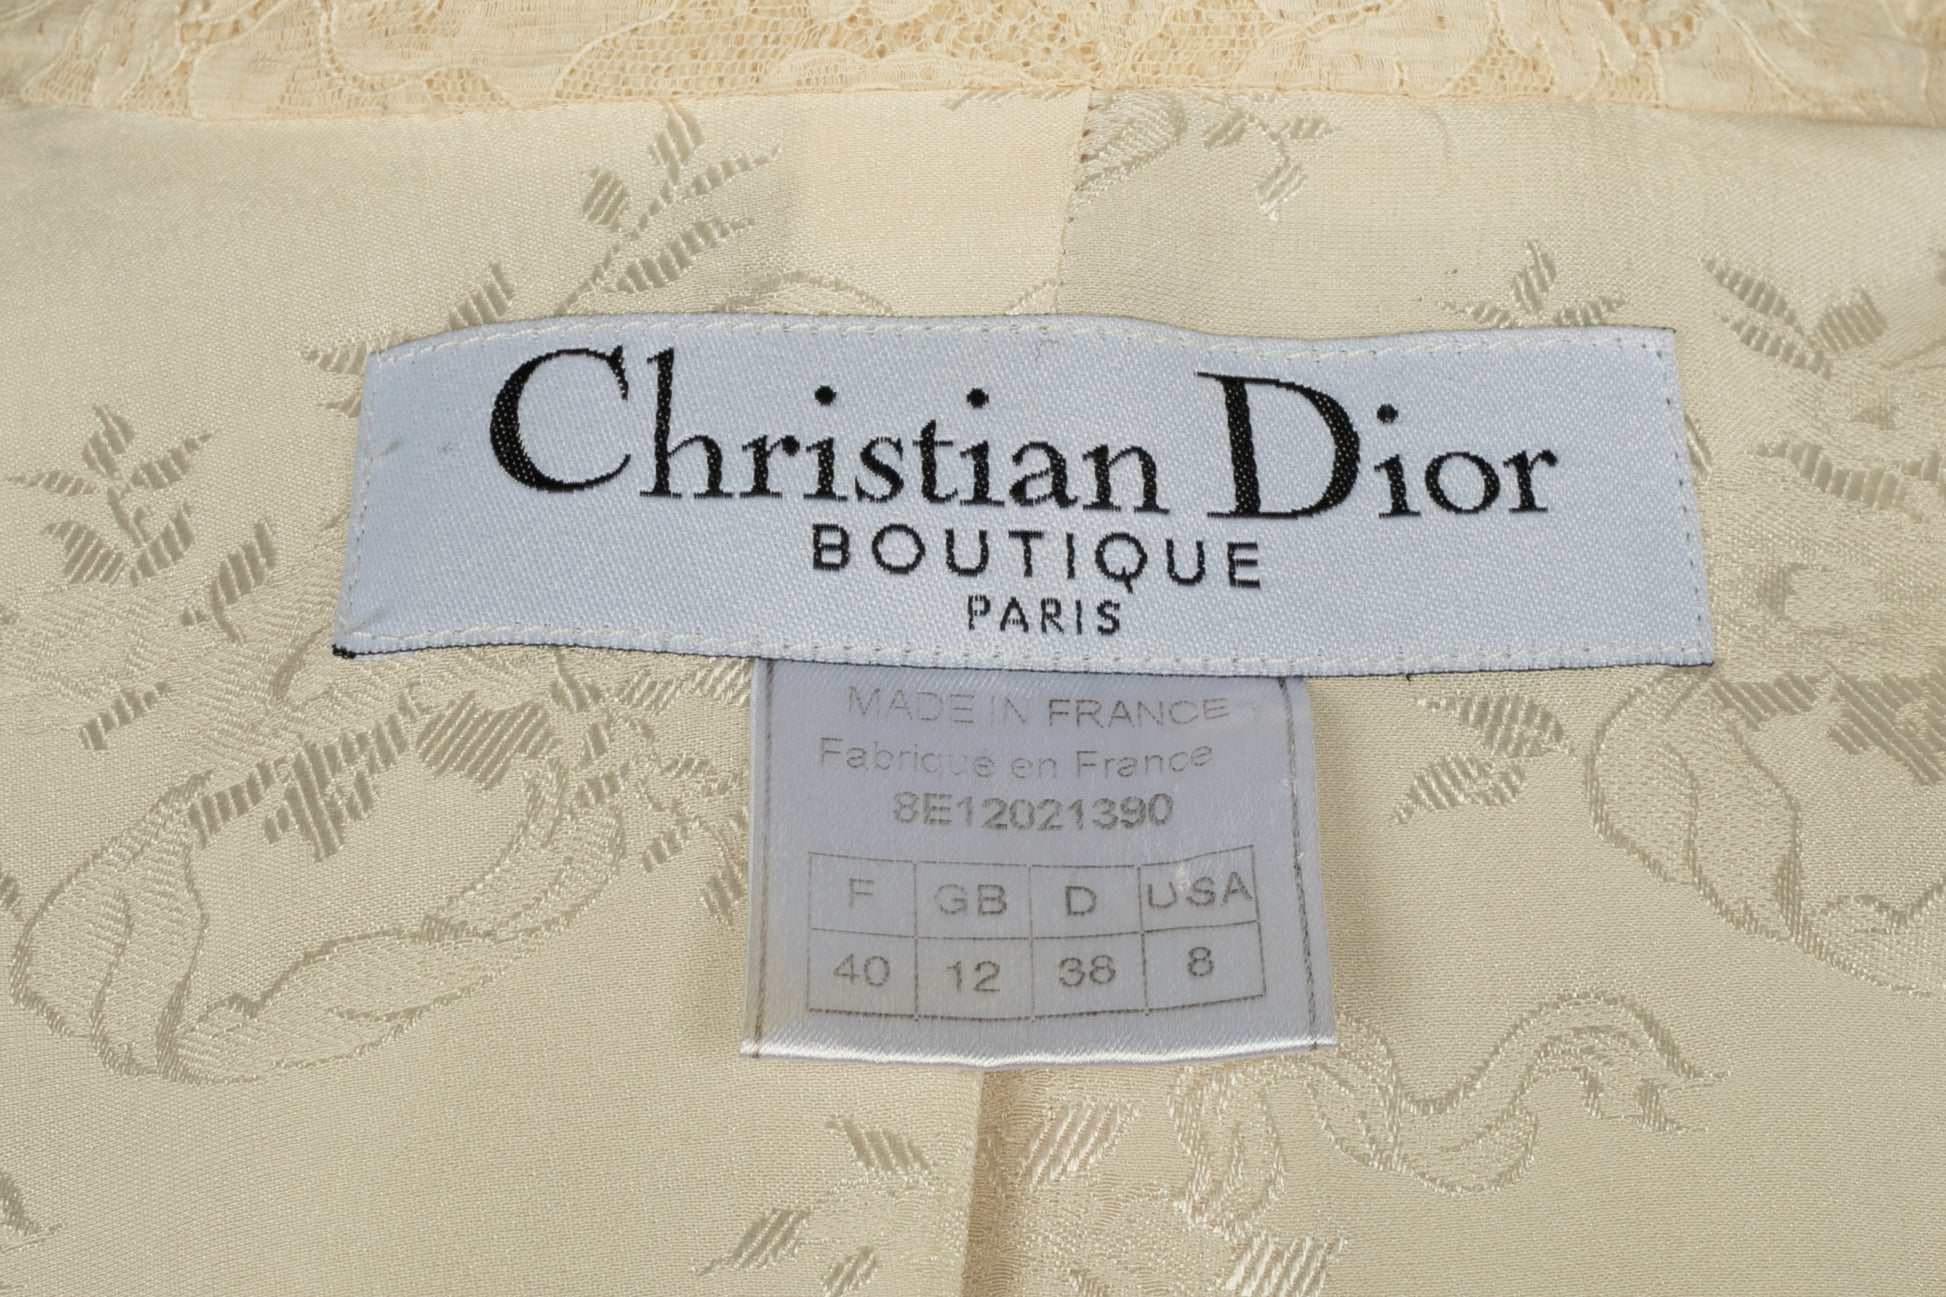 Christian Dior
BOUTIQUE
PARIS
MADE IN FRANCE
Fabriqué en France
8E12021390
F GB D USA
40 12 38 8